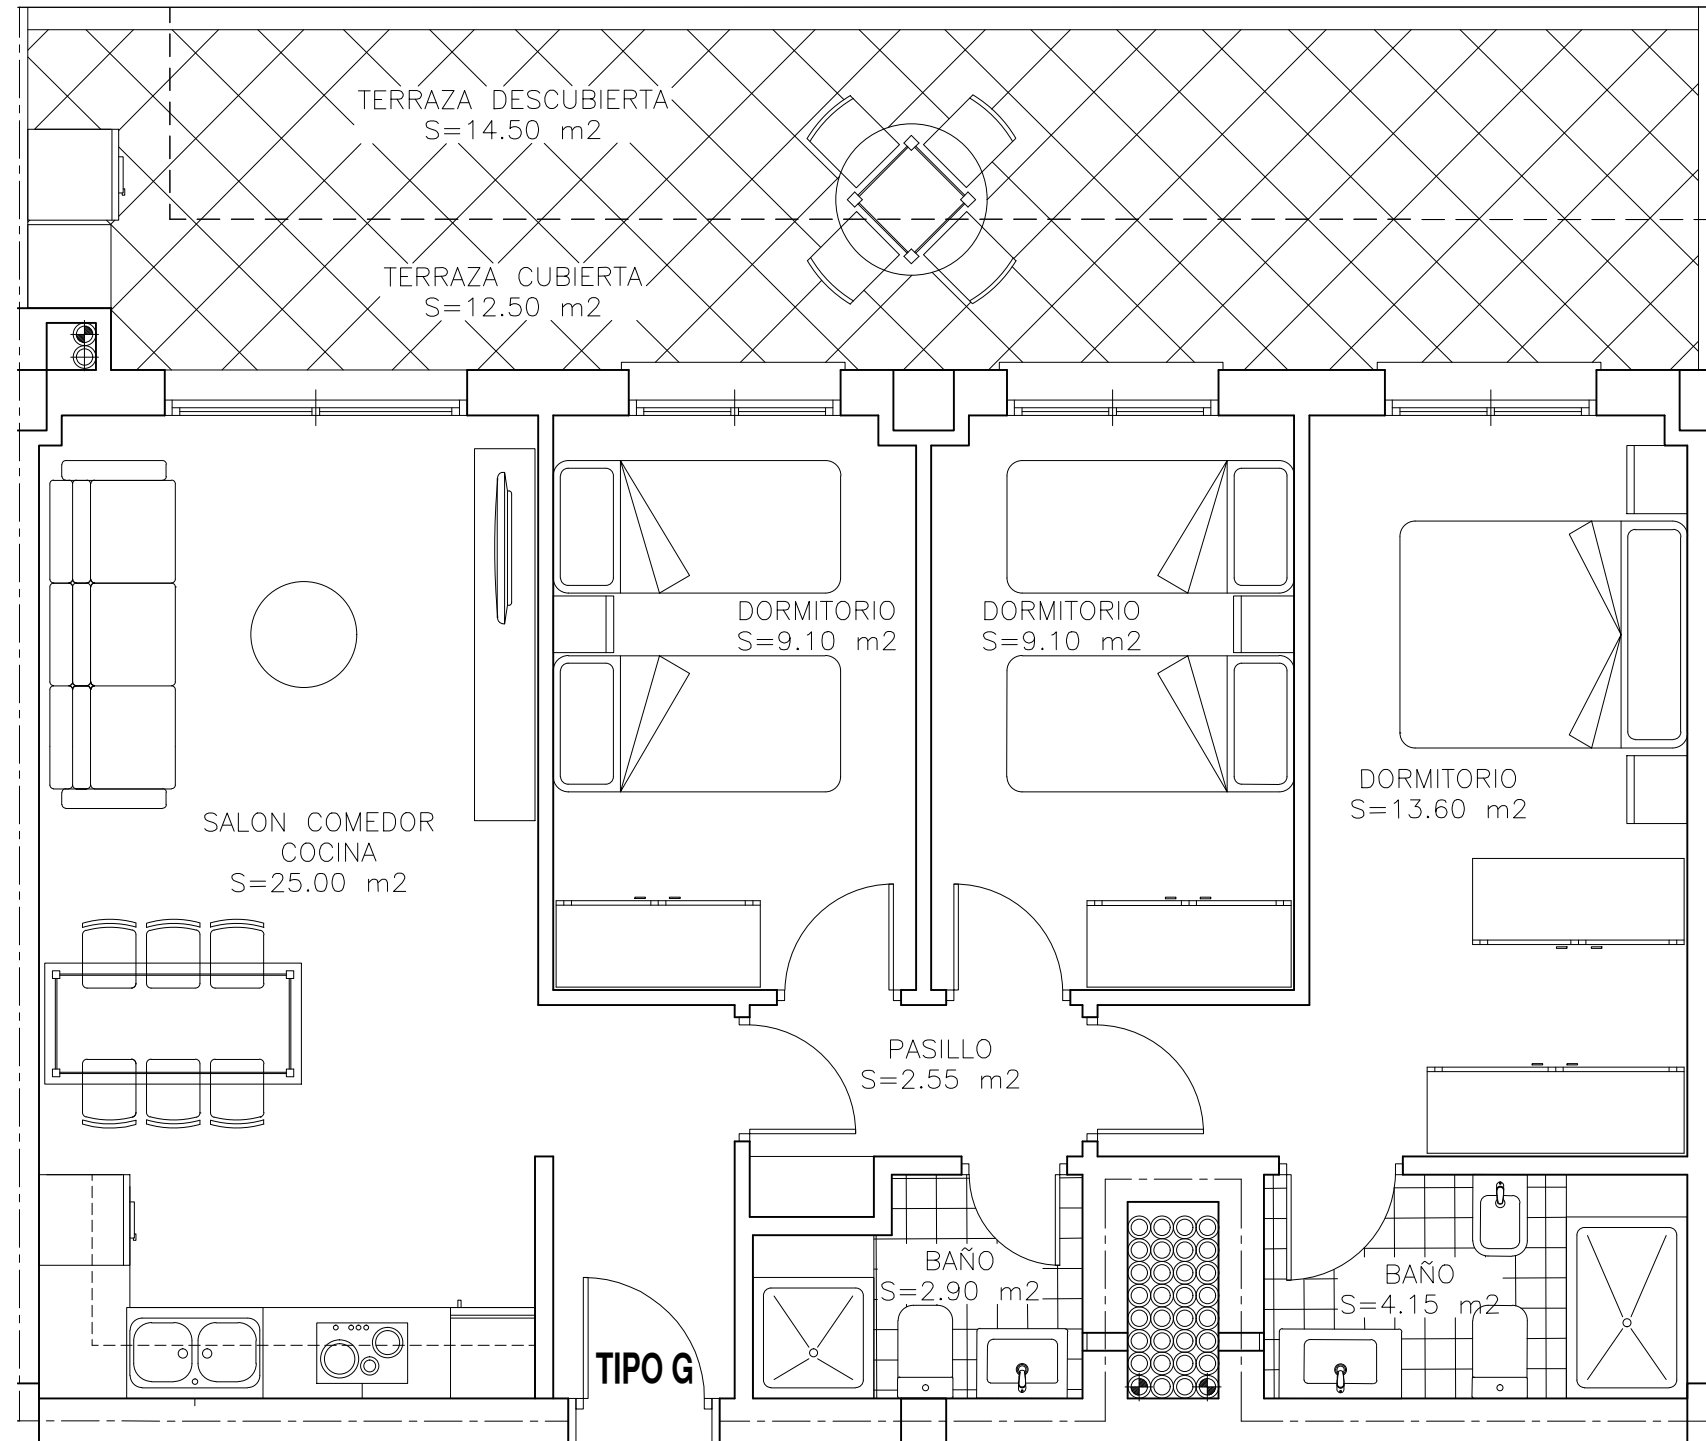 TERRAZA DESCUBIERTA
S=14.50 m2
TERRAZA CUBIERTA
S=12.50 m2
DORMITORIO
S=9.10 m2
DORMITORIO
S=9.10 m2
DORMITORIO
S=13.60 m2
SALON COMEDOR
COCINA
S=25.00 m2
PASILLO
S=2.55 m2
BAÑO
S=2.90 m2
BAÑO
S=4.15 m2
TIPO G